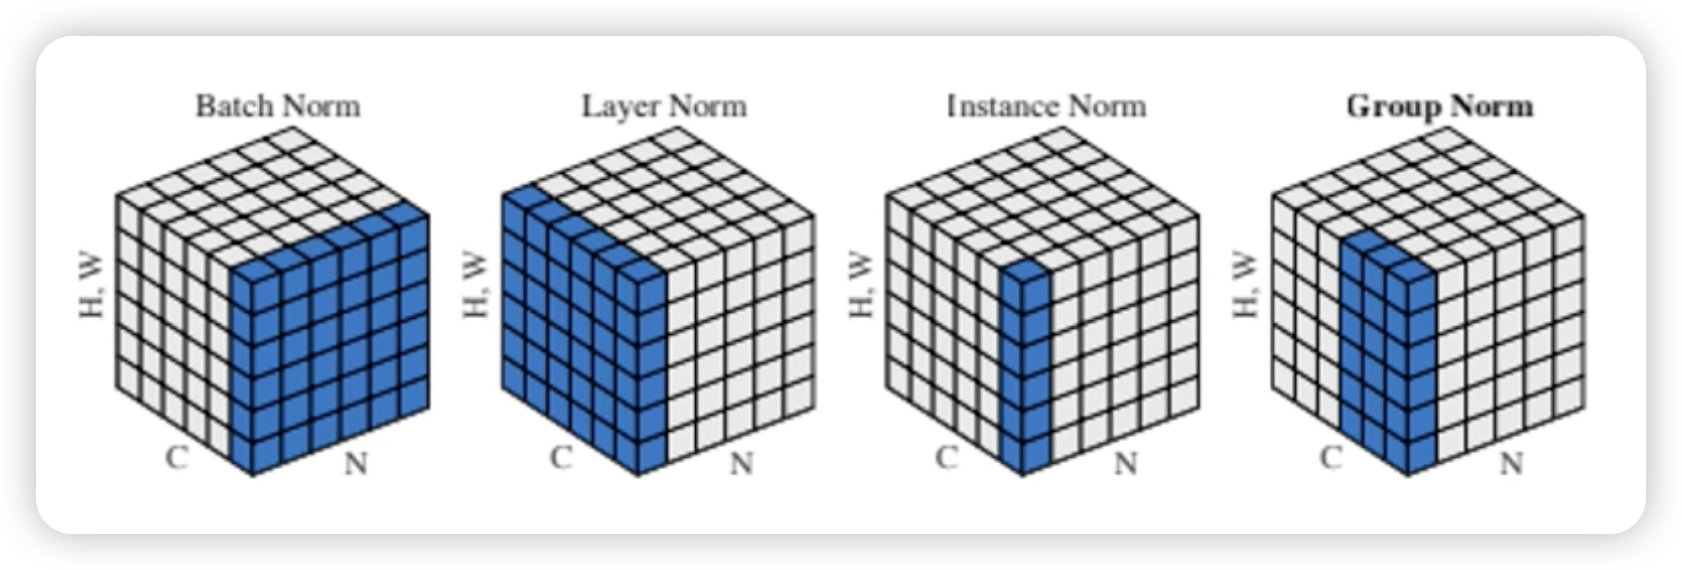 Batch Norm
Layer Norm
Instance Norm
Group Norm
H, W
C
N
H, W
C
N
H, W
C
N
H, W
C
N